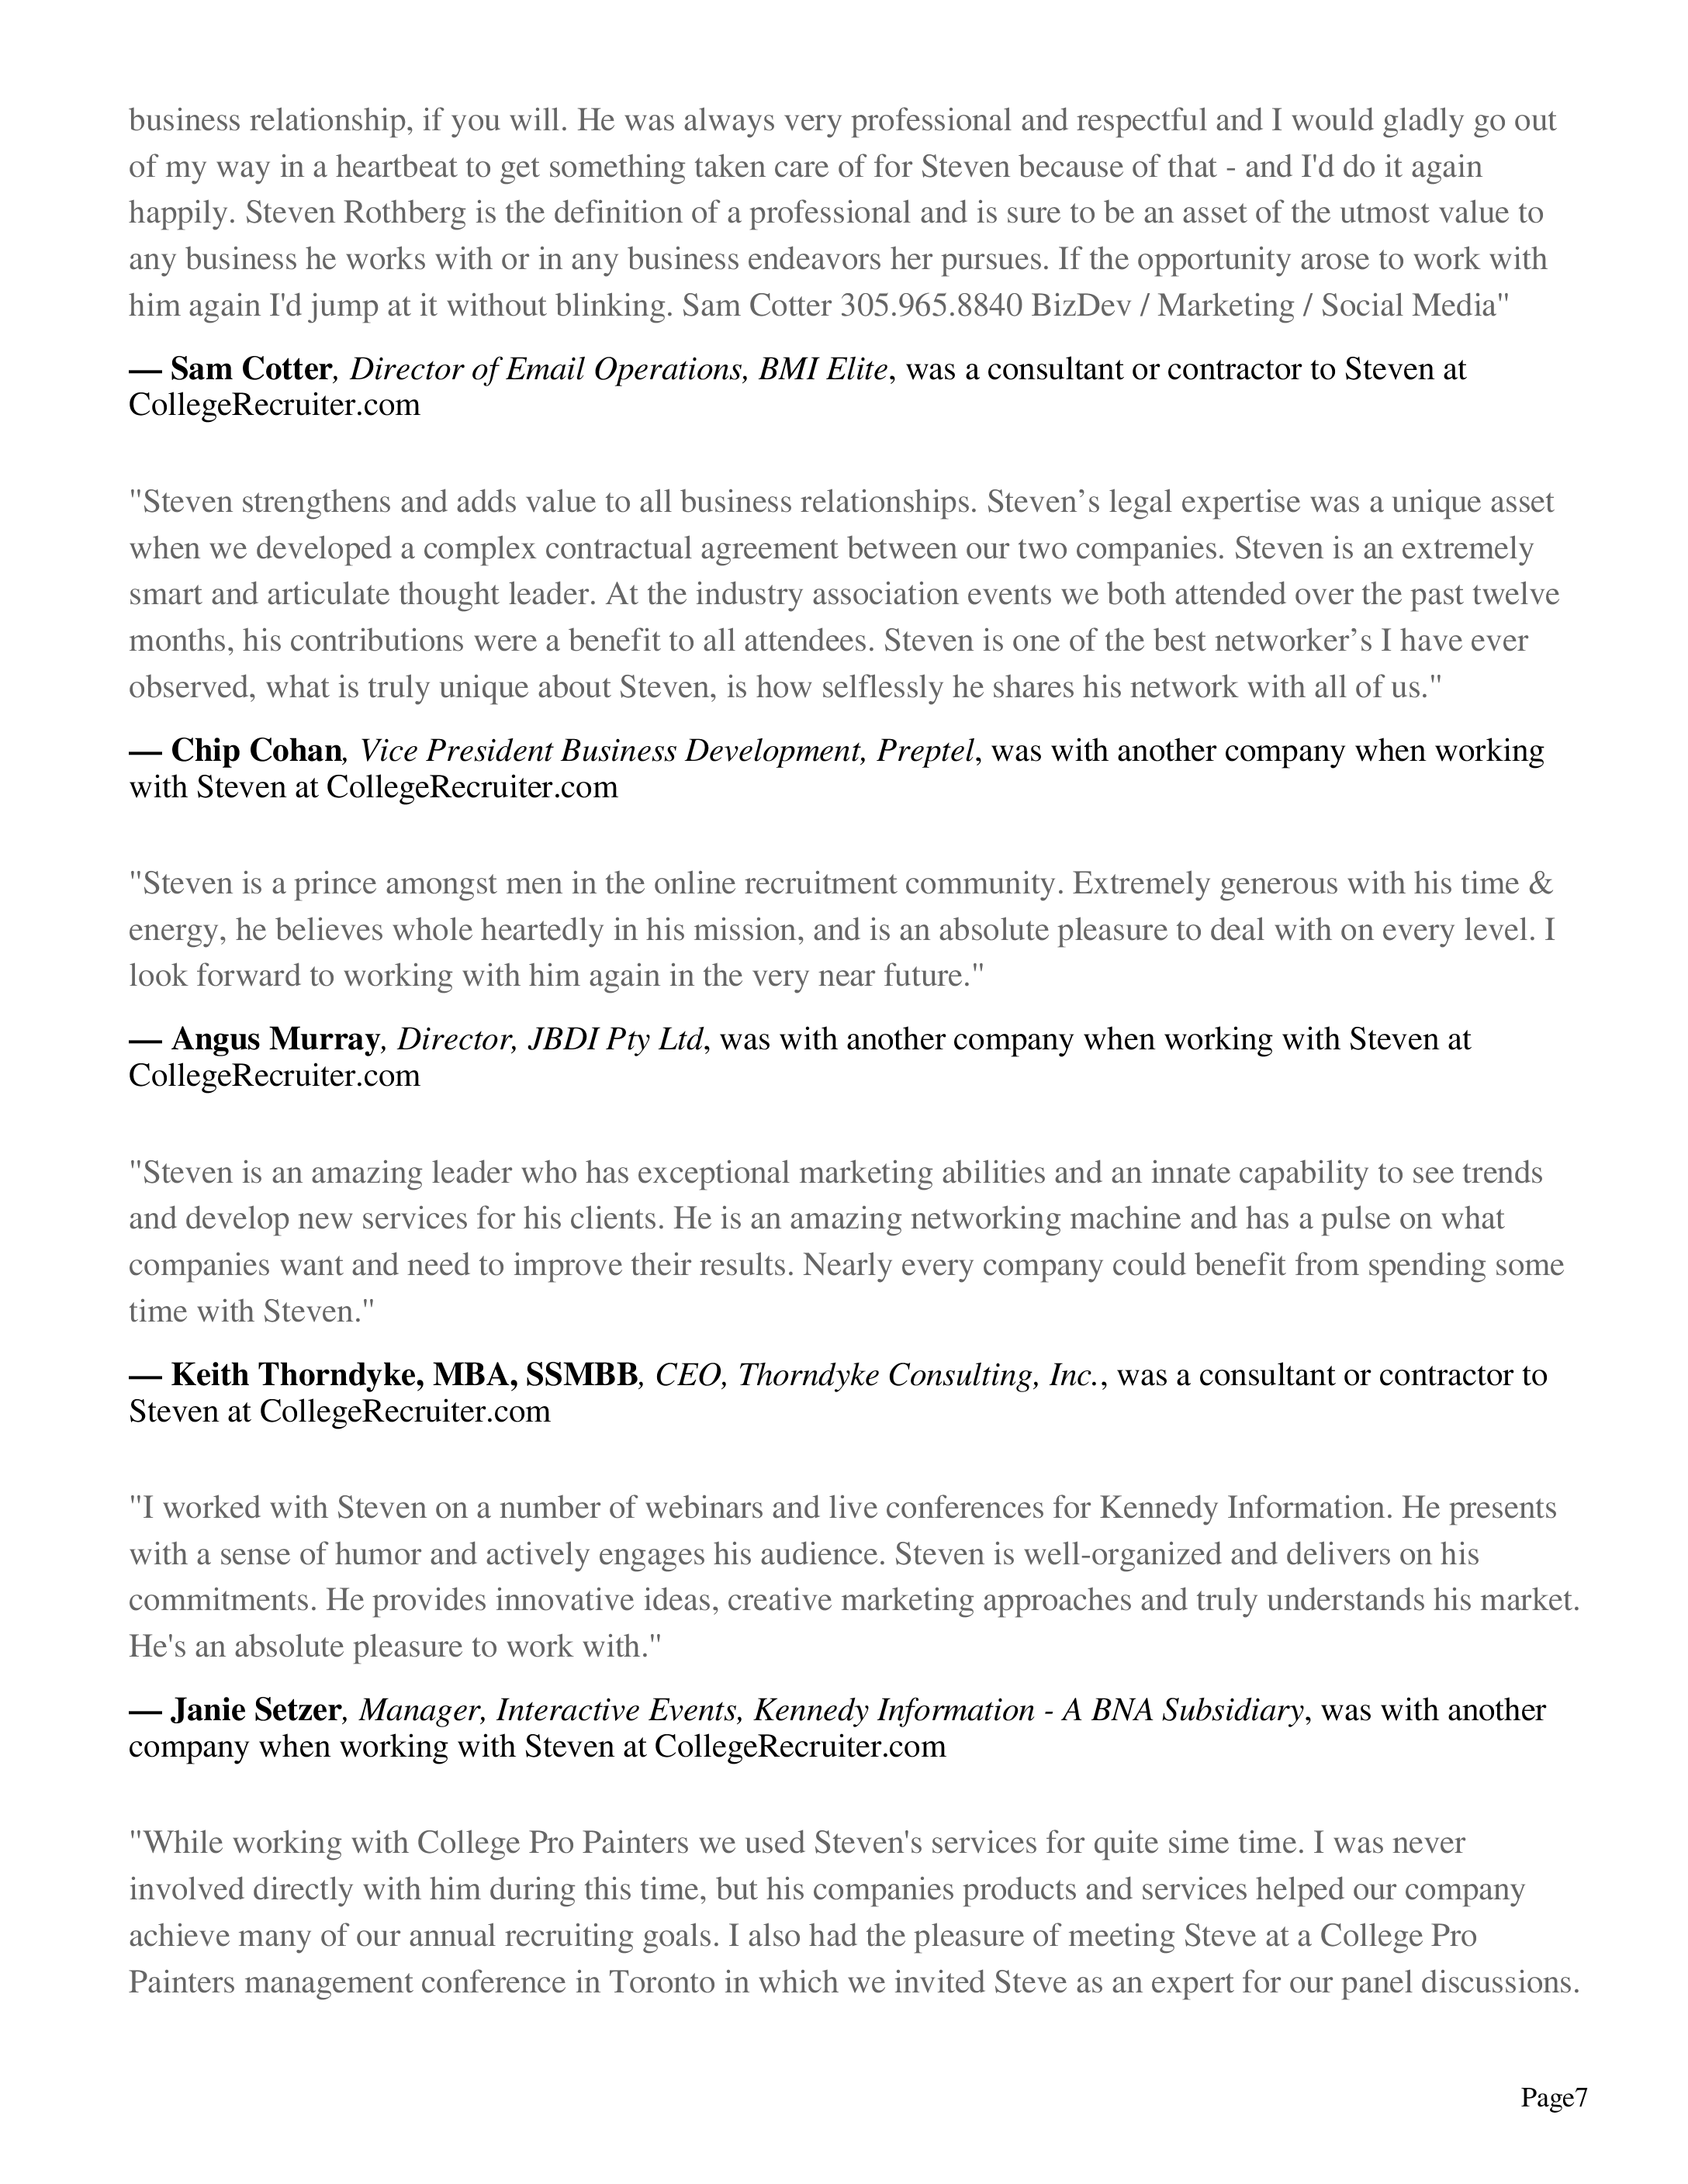 business relationship, if you will. He was always very professional and respectful and I would gladly go out
of my way in a heartbeat to get something taken care of for Steven because of that - and I'd do it again
happily. Steven Rothberg is the definition of a professional and is sure to be an asset of the utmost value to
any business he works with or in any business endeavors her pursues. If the opportunity arose to work with
him again I'd jump at it without blinking. Sam Cotter 305.965.8840 BizDev / Marketing / Social Media"
— Sam Cotter, Director of Email Operations, BMI Elite, was a consultant or contractor to Steven at
CollegeRecruiter.com
"Steven strengthens and adds value to all business relationships. Steven’s legal expertise was a unique asset
when we developed a complex contractual agreement between our two companies. Steven is an extremely
smart and articulate thought leader. At the industry association events we both attended over the past twelve
months, his contributions were a benefit to all attendees. Steven is one of the best networker’s I have ever
observed, what is truly unique about Steven, is how selflessly he shares his network with all of us."
— Chip Cohan, Vice President Business Development, Preptel, was with another company when working
with Steven at CollegeRecruiter.com
"Steven is a prince amongst men in the online recruitment community. Extremely generous with his time &
energy, he believes whole heartedly in his mission, and is an absolute pleasure to deal with on every level. I
look forward to working with him again in the very near future."
— Angus Murray, Director, JBDI Pty Ltd, was with another company when working with Steven at
CollegeRecruiter.com
"Steven is an amazing leader who has exceptional marketing abilities and an innate capability to see trends
and develop new services for his clients. He is an amazing networking machine and has a pulse on what
companies want and need to improve their results. Nearly every company could benefit from spending some
time with Steven."
— Keith Thorndyke, MBA, SSMBB, CEO, Thorndyke Consulting, Inc., was a consultant or contractor to
Steven at CollegeRecruiter.com
"I worked with Steven on a number of webinars and live conferences for Kennedy Information. He presents
with a sense of humor and actively engages his audience. Steven is well-organized and delivers on his
commitments. He provides innovative ideas, creative marketing approaches and truly understands his market.
He's an absolute pleasure to work with."
— Janie Setzer, Manager, Interactive Events, Kennedy Information - A BNA Subsidiary, was with another
company when working with Steven at CollegeRecruiter.com
"While working with College Pro Painters we used Steven's services for quite sime time. I was never
involved directly with him during this time, but his companies products and services helped our company
achieve many of our annual recruiting goals. I also had the pleasure of meeting Steve at a College Pro
Painters management conference in Toronto in which we invited Steve as an expert for our panel discussions.
Page7